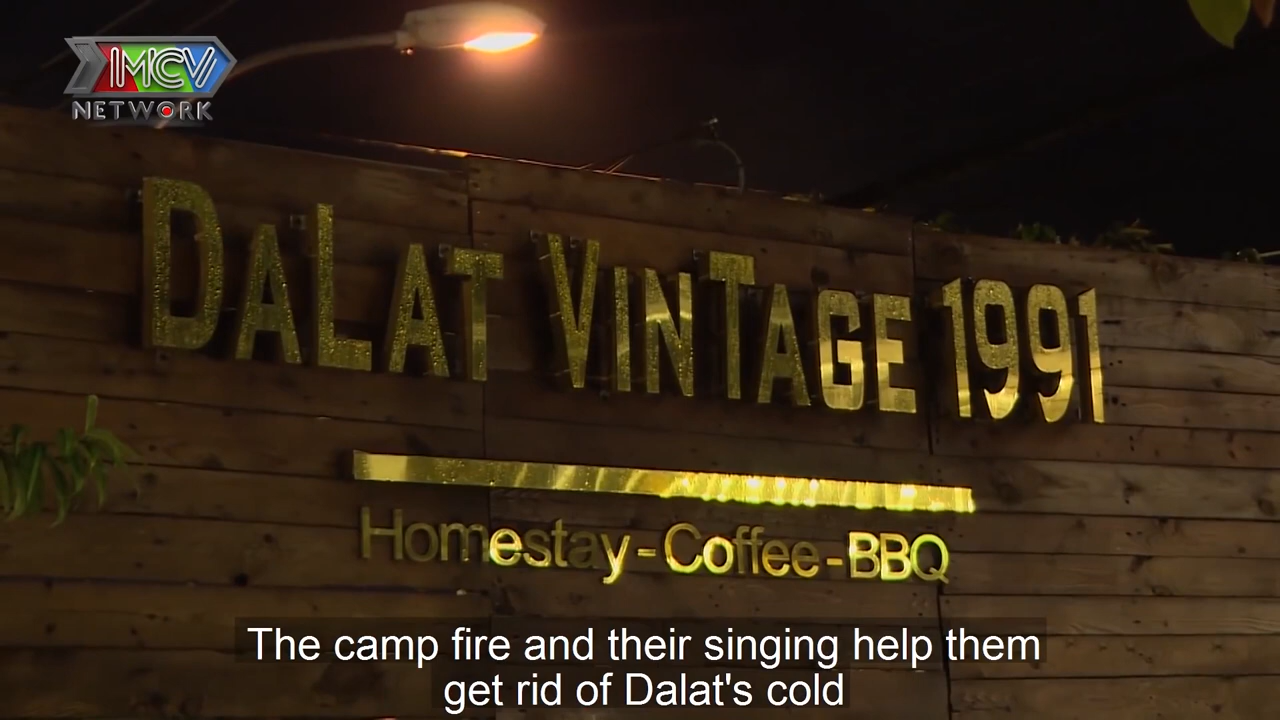 MCV
NETWORK
DALAT VINTAGE 1991
Homestay-Coffee-BBQ
The camp fire and their singing help them
get rid of Dalat's cold